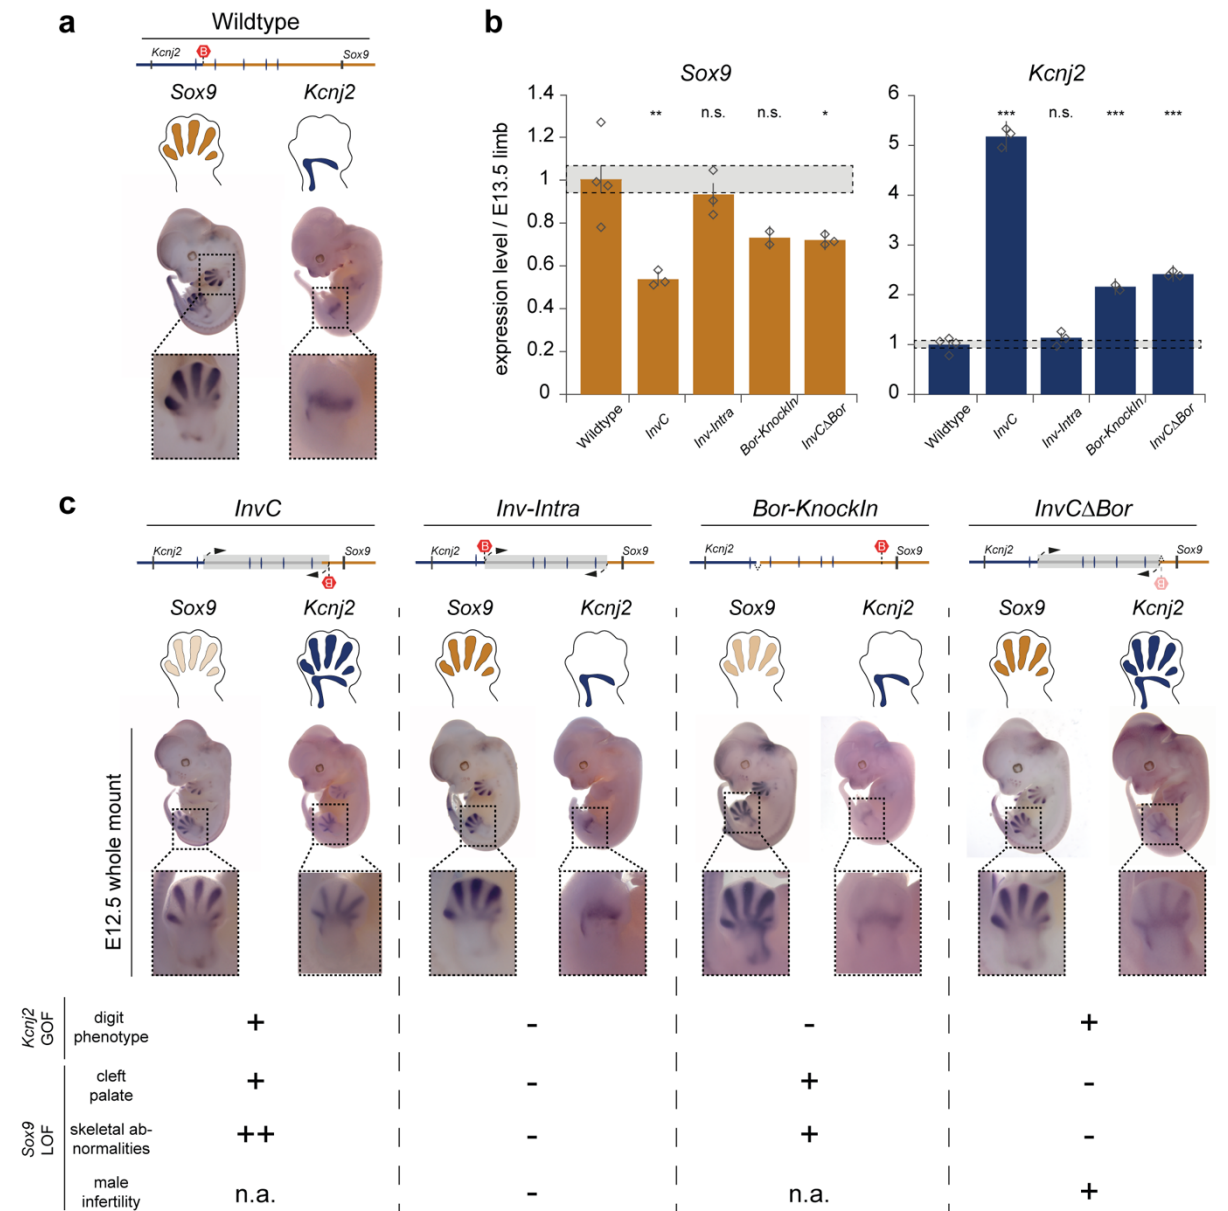 a
Wildtype
Kcnj2
B
Sox9
Sox9
Kcnj2
b
Sox9
expression level / E13.5 limb
1.4
1.2
1
0.8
0.6
0.4
0.2
0
**
n.s.
n.s.
*
Wildtype
InvC
Inv-Intra
Bor-KnockIn
InvCΔBor
Kcnj2
6
5
4
3
2
1
0
***
n.s.
***
***
Wildtype
InvC
Inv-Intra
Bor-KnockIn
InvCΔBor
c
InvC
Kcnj2
Sox9
B
Sox9
Kcnj2
Inv-Intra
Kcnj2
B
Sox9
Sox9
Kcnj2
Bor-KnockIn
Kcnj2
B
Sox9
Sox9
Kcnj2
InvCΔBor
Kcnj2
Sox9
B
Sox9
Kcnj2
E12.5 whole mount
Kcnj2
GOF
digit
phenotype
+
-
-
+
Sox9
LOF
cleft
palate
+
-
+
-
skeletal ab-
normalities
++
-
+
-
male
infertility
n.a.
-
n.a.
+